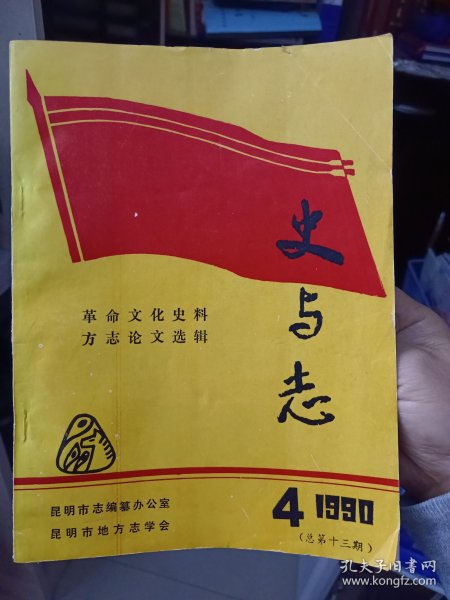 史与志
革命文化史料
方志论文选辑
昆明市志编纂办公室
昆明市地方志学会
4 1990
(总第十三期)
孔夫子旧书网
www.kongfz.com